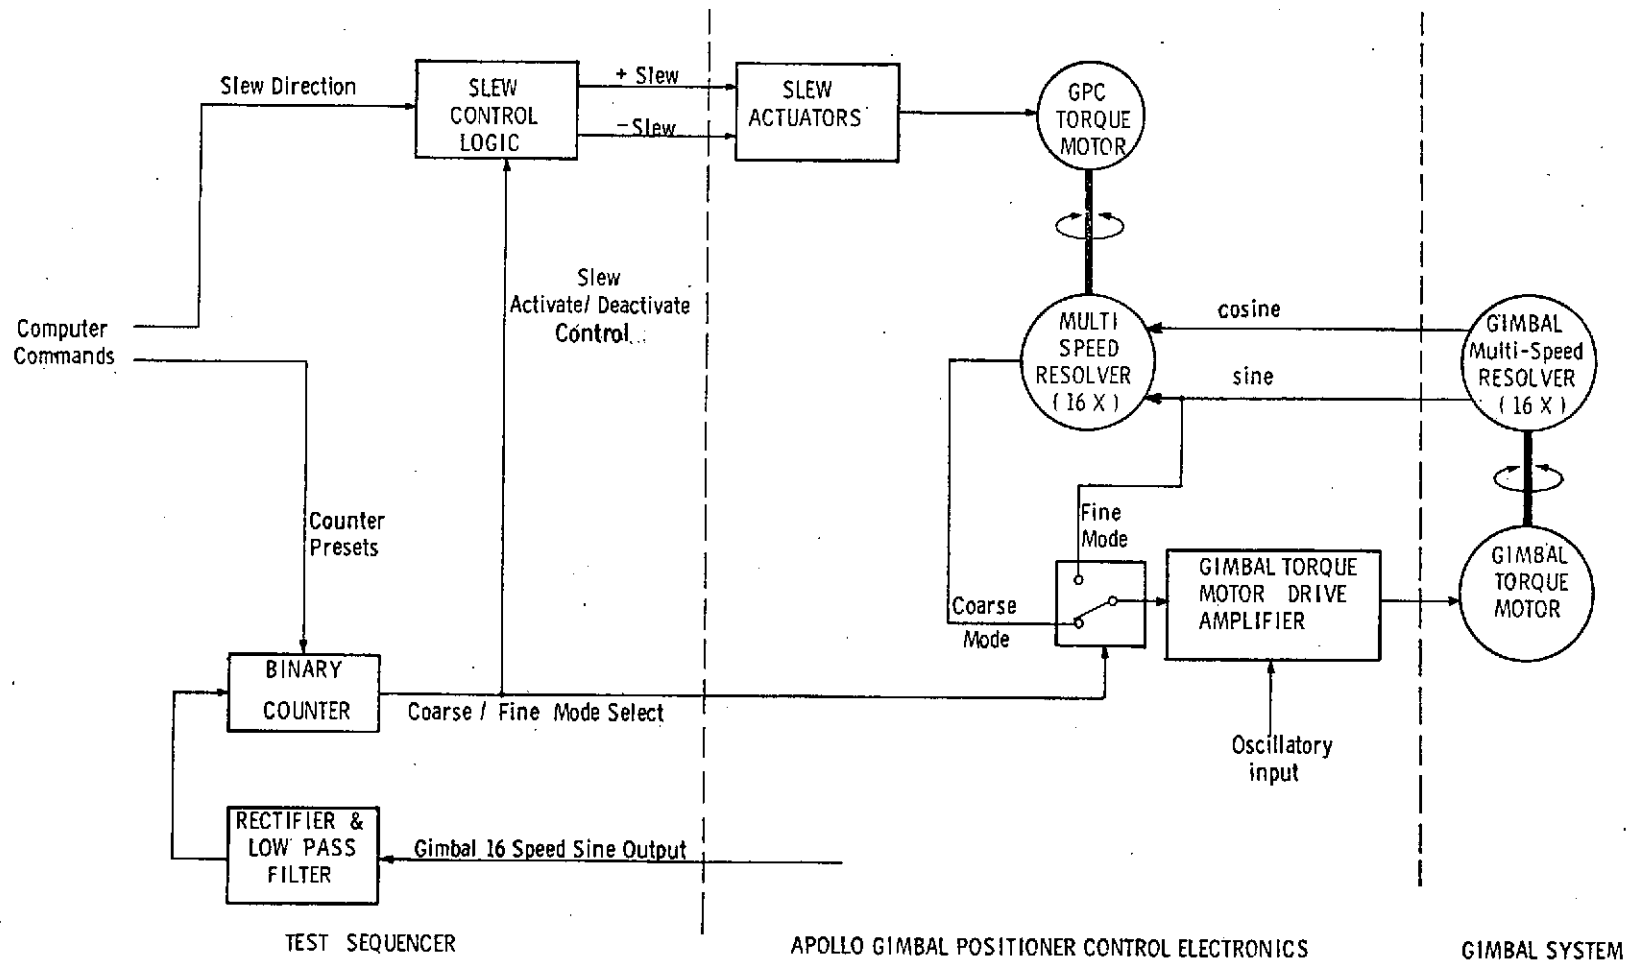 Slew Direction
SLEW
CONTROL
LOGIC
+ Slew
- Slew
SLEW
ACTUATORS
GPC
TORQUE
MOTOR
Slew
Activate/ Deactivate
Control
Computer
Commands
MULTI
SPEED
RESOLVER
( 16 X )
cosine
sine
GIMBAL
Multi-Speed
RESOLVER
( 16 X )
Counter
Presets
Fine
Mode
Coarse
Mode
GIMBAL TORQUE
MOTOR DRIVE
AMPLIFIER
GIMBAL
TORQUE
MOTOR
BINARY
COUNTER
Coarse / Fine Mode Select
Oscillatory
input
RECTIFIER &
LOW PASS
FILTER
Gimbal 16 Speed Sine Output
TEST SEQUENCER
APOLLO GIMBAL POSITIONER CONTROL ELECTRONICS
GIMBAL SYSTEM